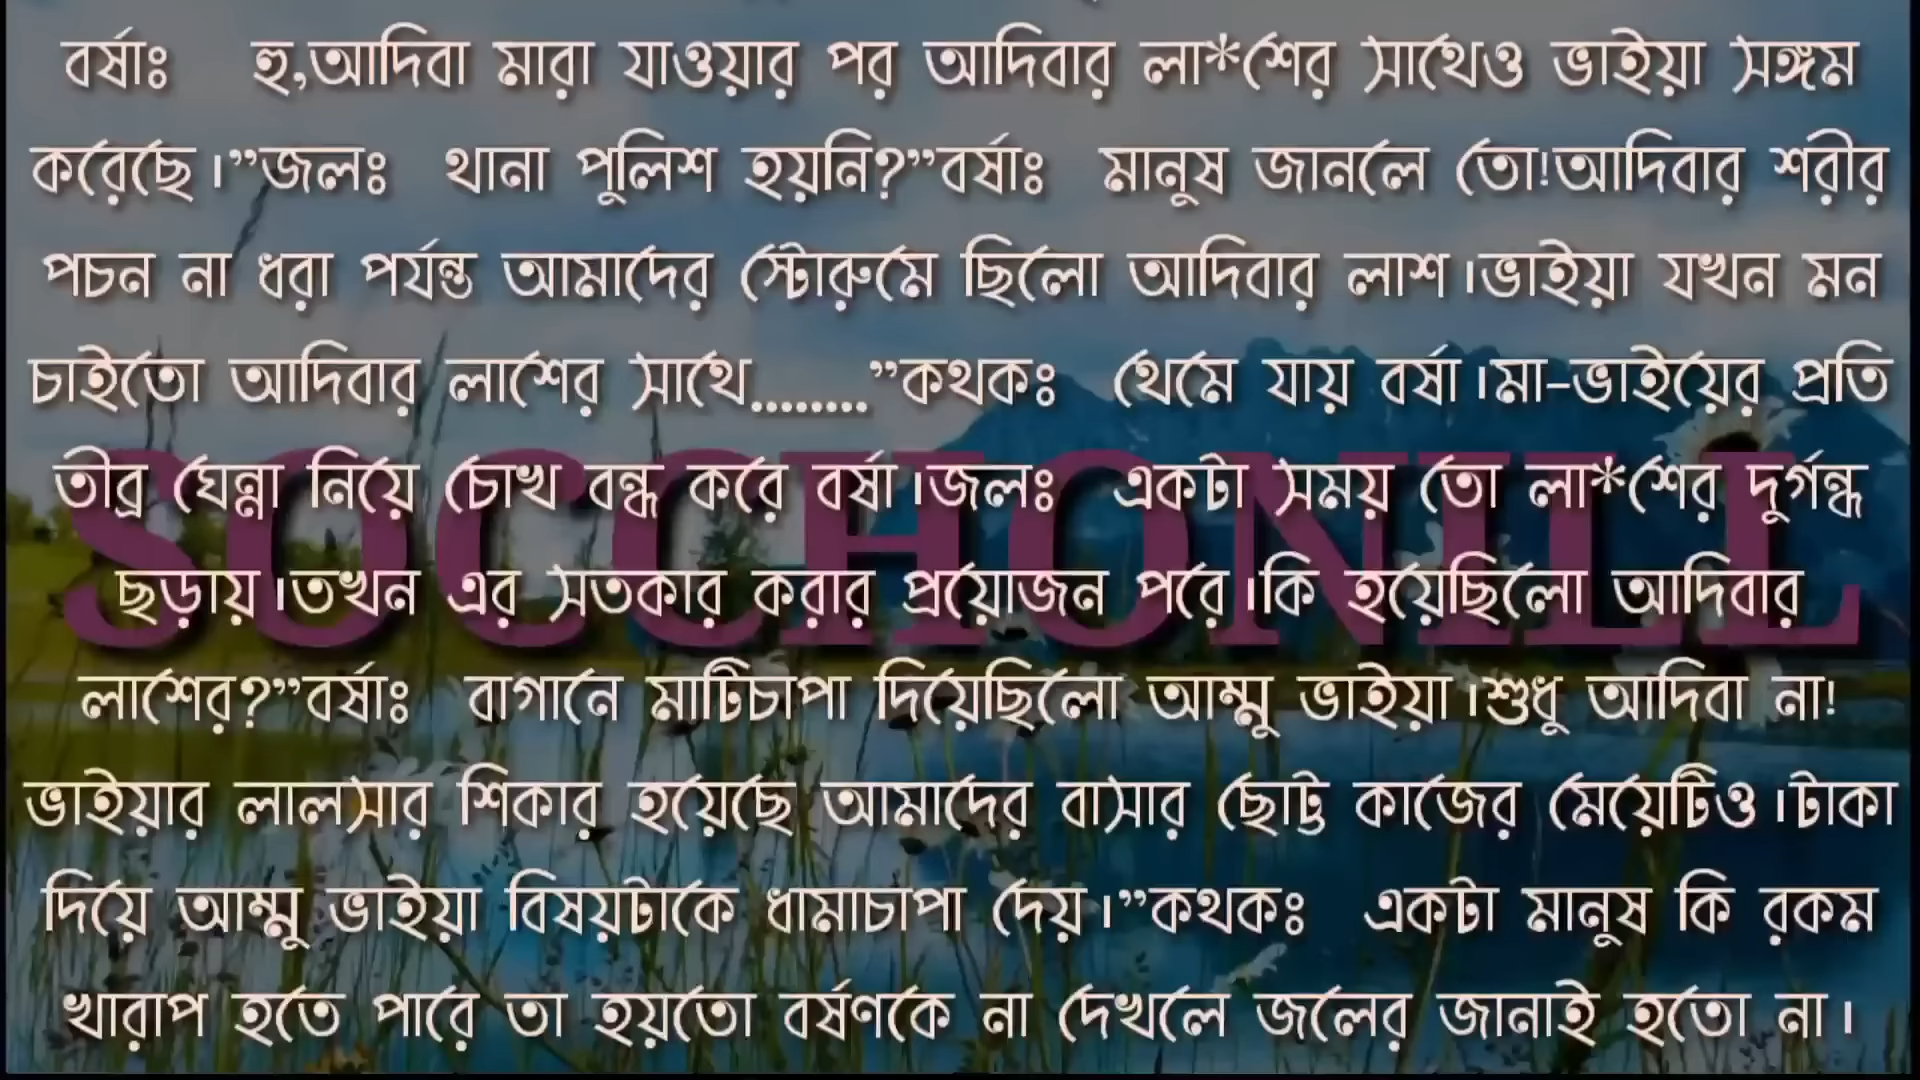 বর্ষাঃ হু,আদিবা মারা যাওয়ার পর আদিবার লা*শের সাথেও ভাইয়া সঙ্গম
করেছে।”জলঃ থানা পুলিশ হয়নি?”বর্ষাঃ মানুষ জানলে তো!আদিবার শরীর
পচন না ধরা পর্যন্ত আমাদের স্টোরুমে ছিলো আদিবার লাশ।ভাইয়া যখন মন
চাইতো আদিবার লাশের সাথে........”কথকঃ থেমে যায় বর্ষা।মা-ভাইয়ের প্রতি
তীব্র ঘেন্না নিয়ে চোখ বন্ধ করে বর্ষা।জলঃ একটা সময় তো লা*শের দুর্গন্ধ
SOCCHONILL
ছড়ায়।তখন এর সতকার করার প্রয়োজন পরে।কি হয়েছিলো আদিবার
লাশের?”বর্ষাঃ বাগানে মাটিচাপা দিয়েছিলো আম্মু ভাইয়া।শুধু আদিবা না!
ভাইয়ার লালসার শিকার হয়েছে আমাদের বাসার ছোট্ট কাজের মেয়েটিও।টাকা
দিয়ে আম্মু ভাইয়া বিষয়টাকে ধামাচাপা দেয়।”কথকঃ একটা মানুষ কি রকম
খারাপ হতে পারে তা হয়তো বর্ষণকে না দেখলে জলের জানাই হতো না।